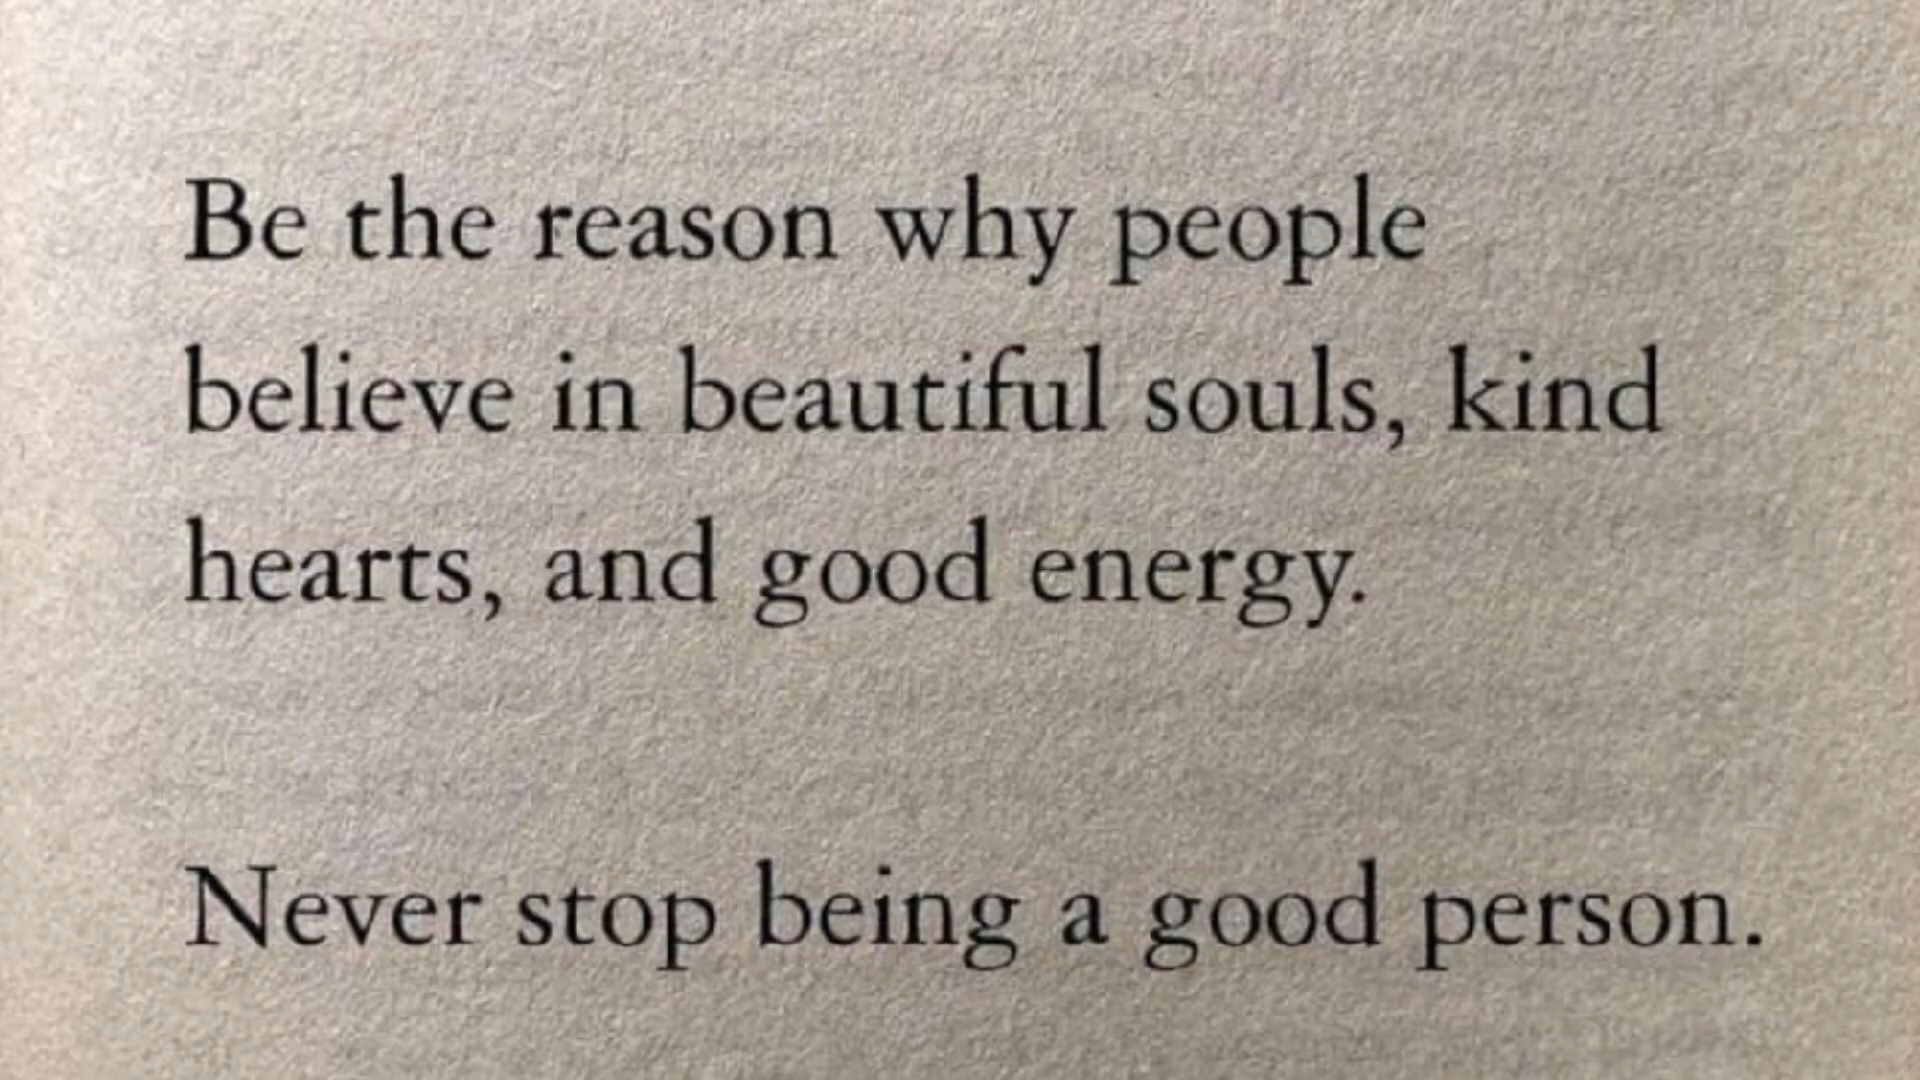 Be the reason why people
believe in beautiful souls, kind
hearts, and good energy.
Never stop being a good person.